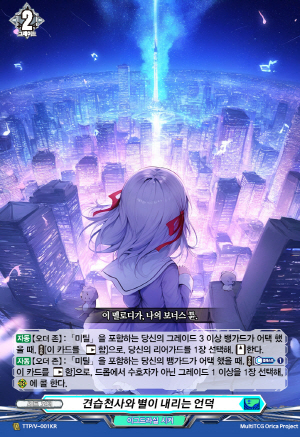 2
그레이드
이 멜로디가, 나의 보너스 튠.
자동【오더 존】:「미틸」을 포함하는 당신의 그레이드 3 이상 뱅가드가 어택 했
을 때, [이 카드를 함]으로, 당신의 리어가드를 1장 선택해, 한다.
자동【오더 존】:「미틸」을 포함하는 당신의 뱅가드가 어택 했을 때, 1
이 카드를 함]으로, 드롭에서 수호자가 아닌 그레이드 1 이상을 1장 선택해,
에 콜 한다.
견습천사와 별이 내리는 언덕
TTP/V-001KR
MultiTCG Orica Project